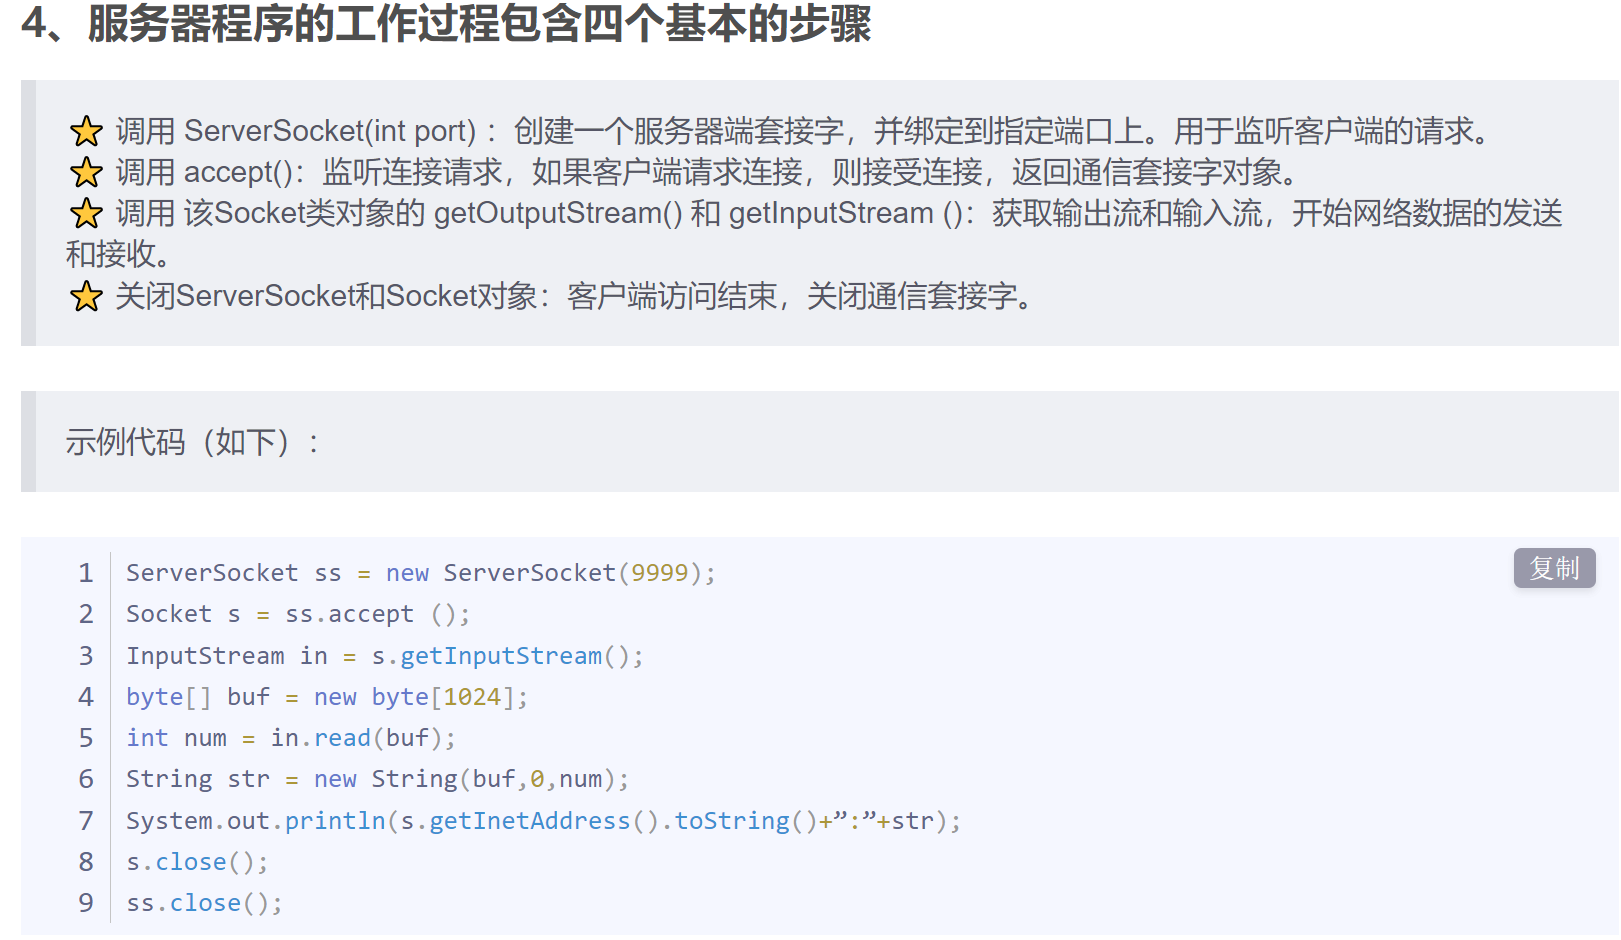 4、服务器程序的工作过程包含四个基本的步骤
⭐ 调用 ServerSocket(int port) ：创建一个服务器端套接字，并绑定到指定端口上。用于监听客户端的请求。
⭐ 调用 accept()：监听连接请求，如果客户端请求连接，则接受连接，返回通信套接字对象。
⭐ 调用 该Socket类对象的 getOutputStream() 和 getInputStream ()：获取输出流和输入流，开始网络数据的发送
和接收。
⭐ 关闭ServerSocket和Socket对象：客户端访问结束，关闭通信套接字。
示例代码（如下）：
复制
1 ServerSocket ss = new ServerSocket(9999);
2 Socket s = ss.accept ();
3 InputStream in = s.getInputStream();
4 byte[] buf = new byte[1024];
5 int num = in.read(buf);
6 String str = new String(buf,0,num);
7 System.out.println(s.getInetAddress().toString()+”:”+str);
8 s.close();
9 ss.close();